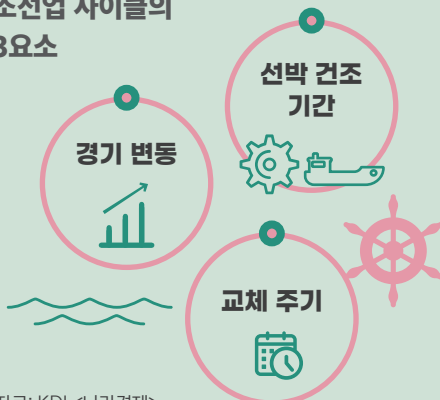 조선업 사이클의
3요소
선박 건조
기간
경기 변동
교체 주기